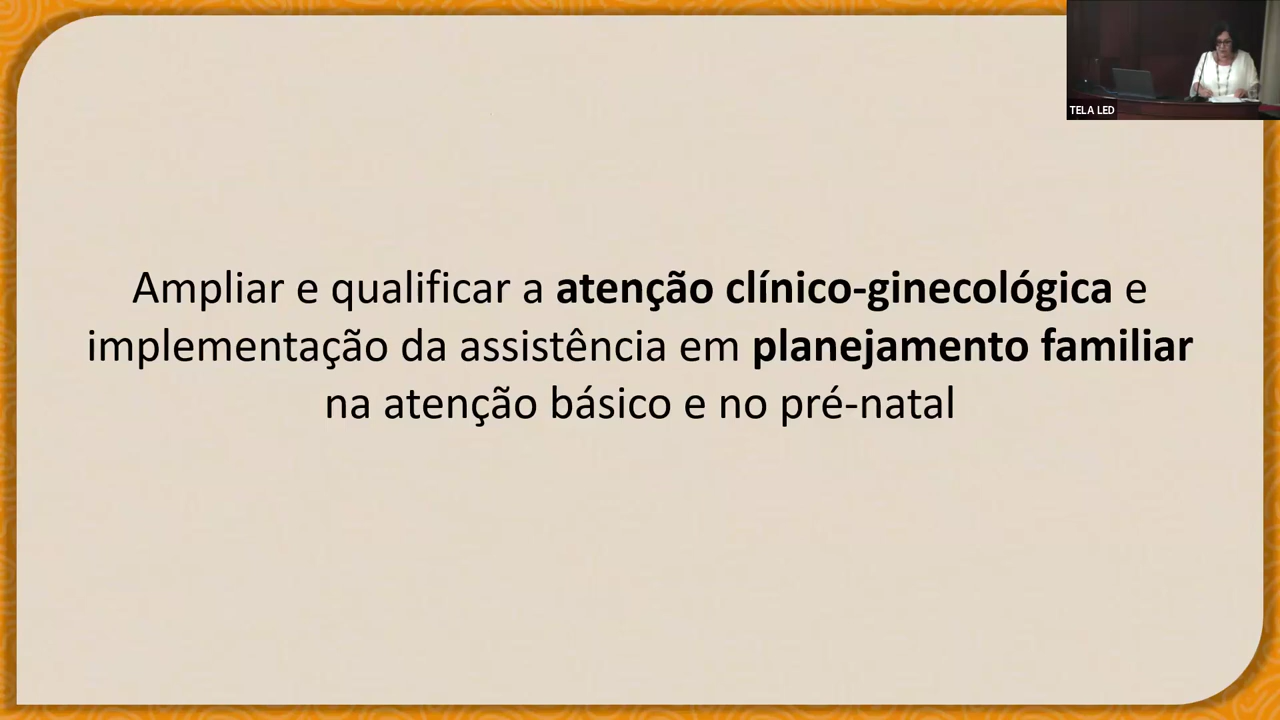 TELA LED
Ampliar e qualificar a atenção clínico-ginecológica e
implementação da assistência em planejamento familiar
na atenção básico e no pré-natal